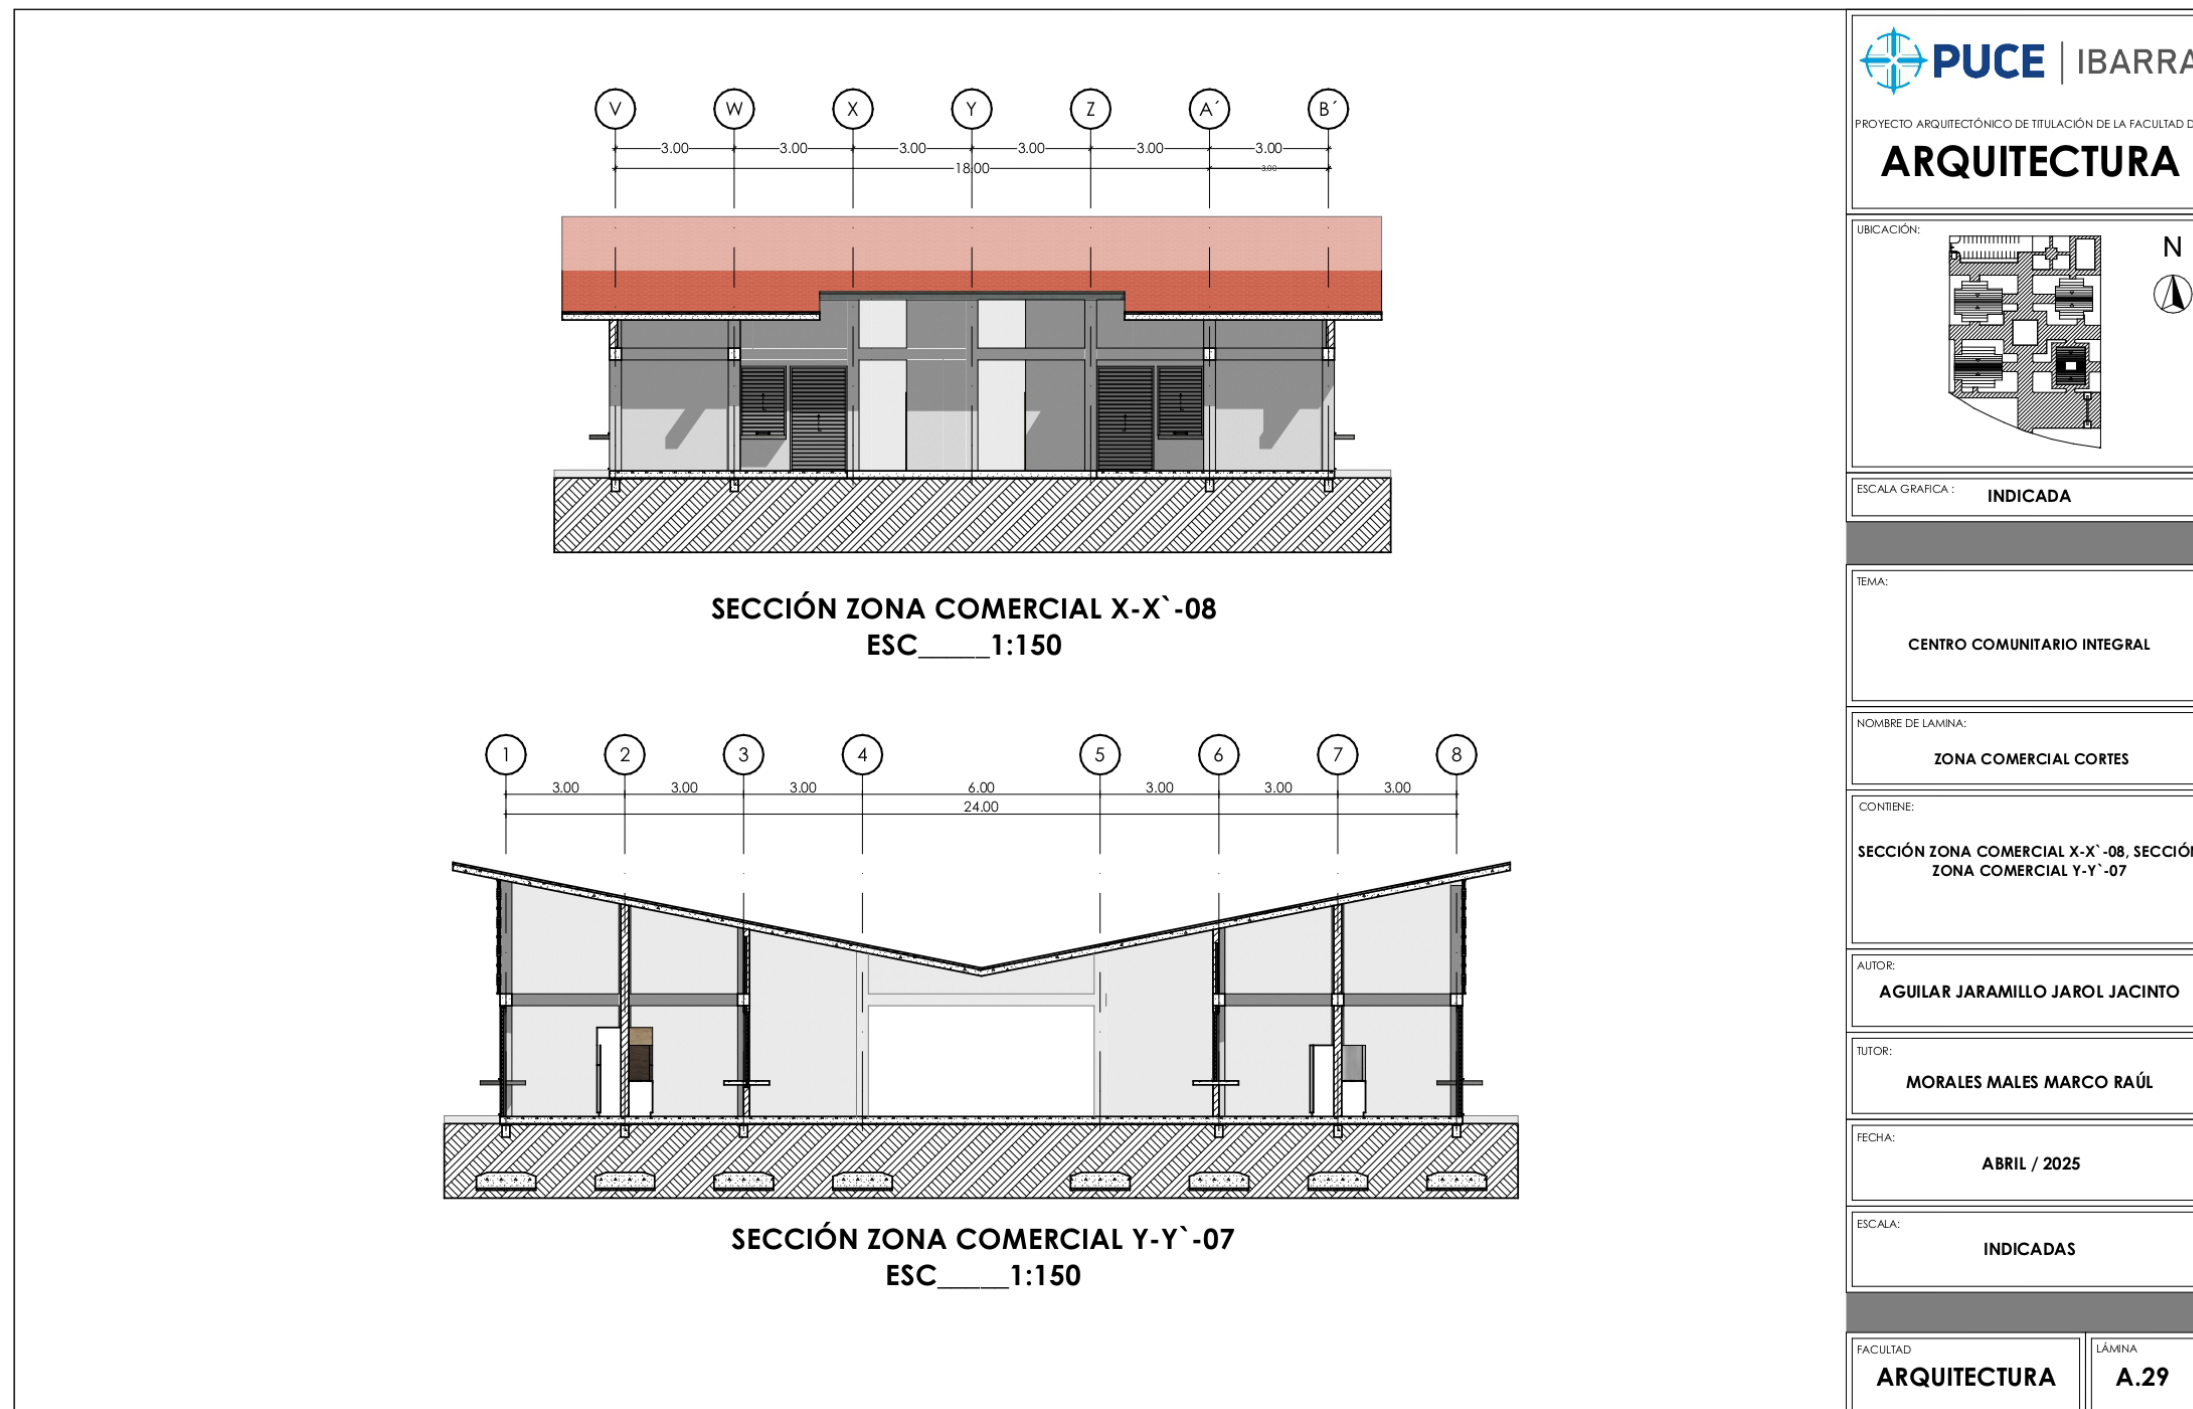 V W X Y Z A´ B´
3.00 3.00 3.00 3.00 3.00 3.00
18.00 3.00
SECCIÓN ZONA COMERCIAL X-X`-08
ESC_____1:150
1 2 3 4 5 6 7 8
3.00 3.00 3.00 6.00 3.00 3.00 3.00
24.00
SECCIÓN ZONA COMERCIAL Y-Y`-07
ESC_____1:150
PUCE | IBARRA
PROYECTO ARQUITECTÓNICO DE TITULACIÓN DE LA FACULTAD D
ARQUITECTURA
UBICACIÓN:
N
ESCALA GRAFICA : INDICADA
TEMA:
CENTRO COMUNITARIO INTEGRAL
NOMBRE DE LAMINA:
ZONA COMERCIAL CORTES
CONTIENE:
SECCIÓN ZONA COMERCIAL X-X`-08, SECCIÓN
ZONA COMERCIAL Y-Y`-07
AUTOR:
AGUILAR JARAMILLO JAROL JACINTO
TUTOR:
MORALES MALES MARCO RAÚL
FECHA:
ABRIL / 2025
ESCALA:
INDICADAS
FACULTAD
ARQUITECTURA
LÁMINA
A.29